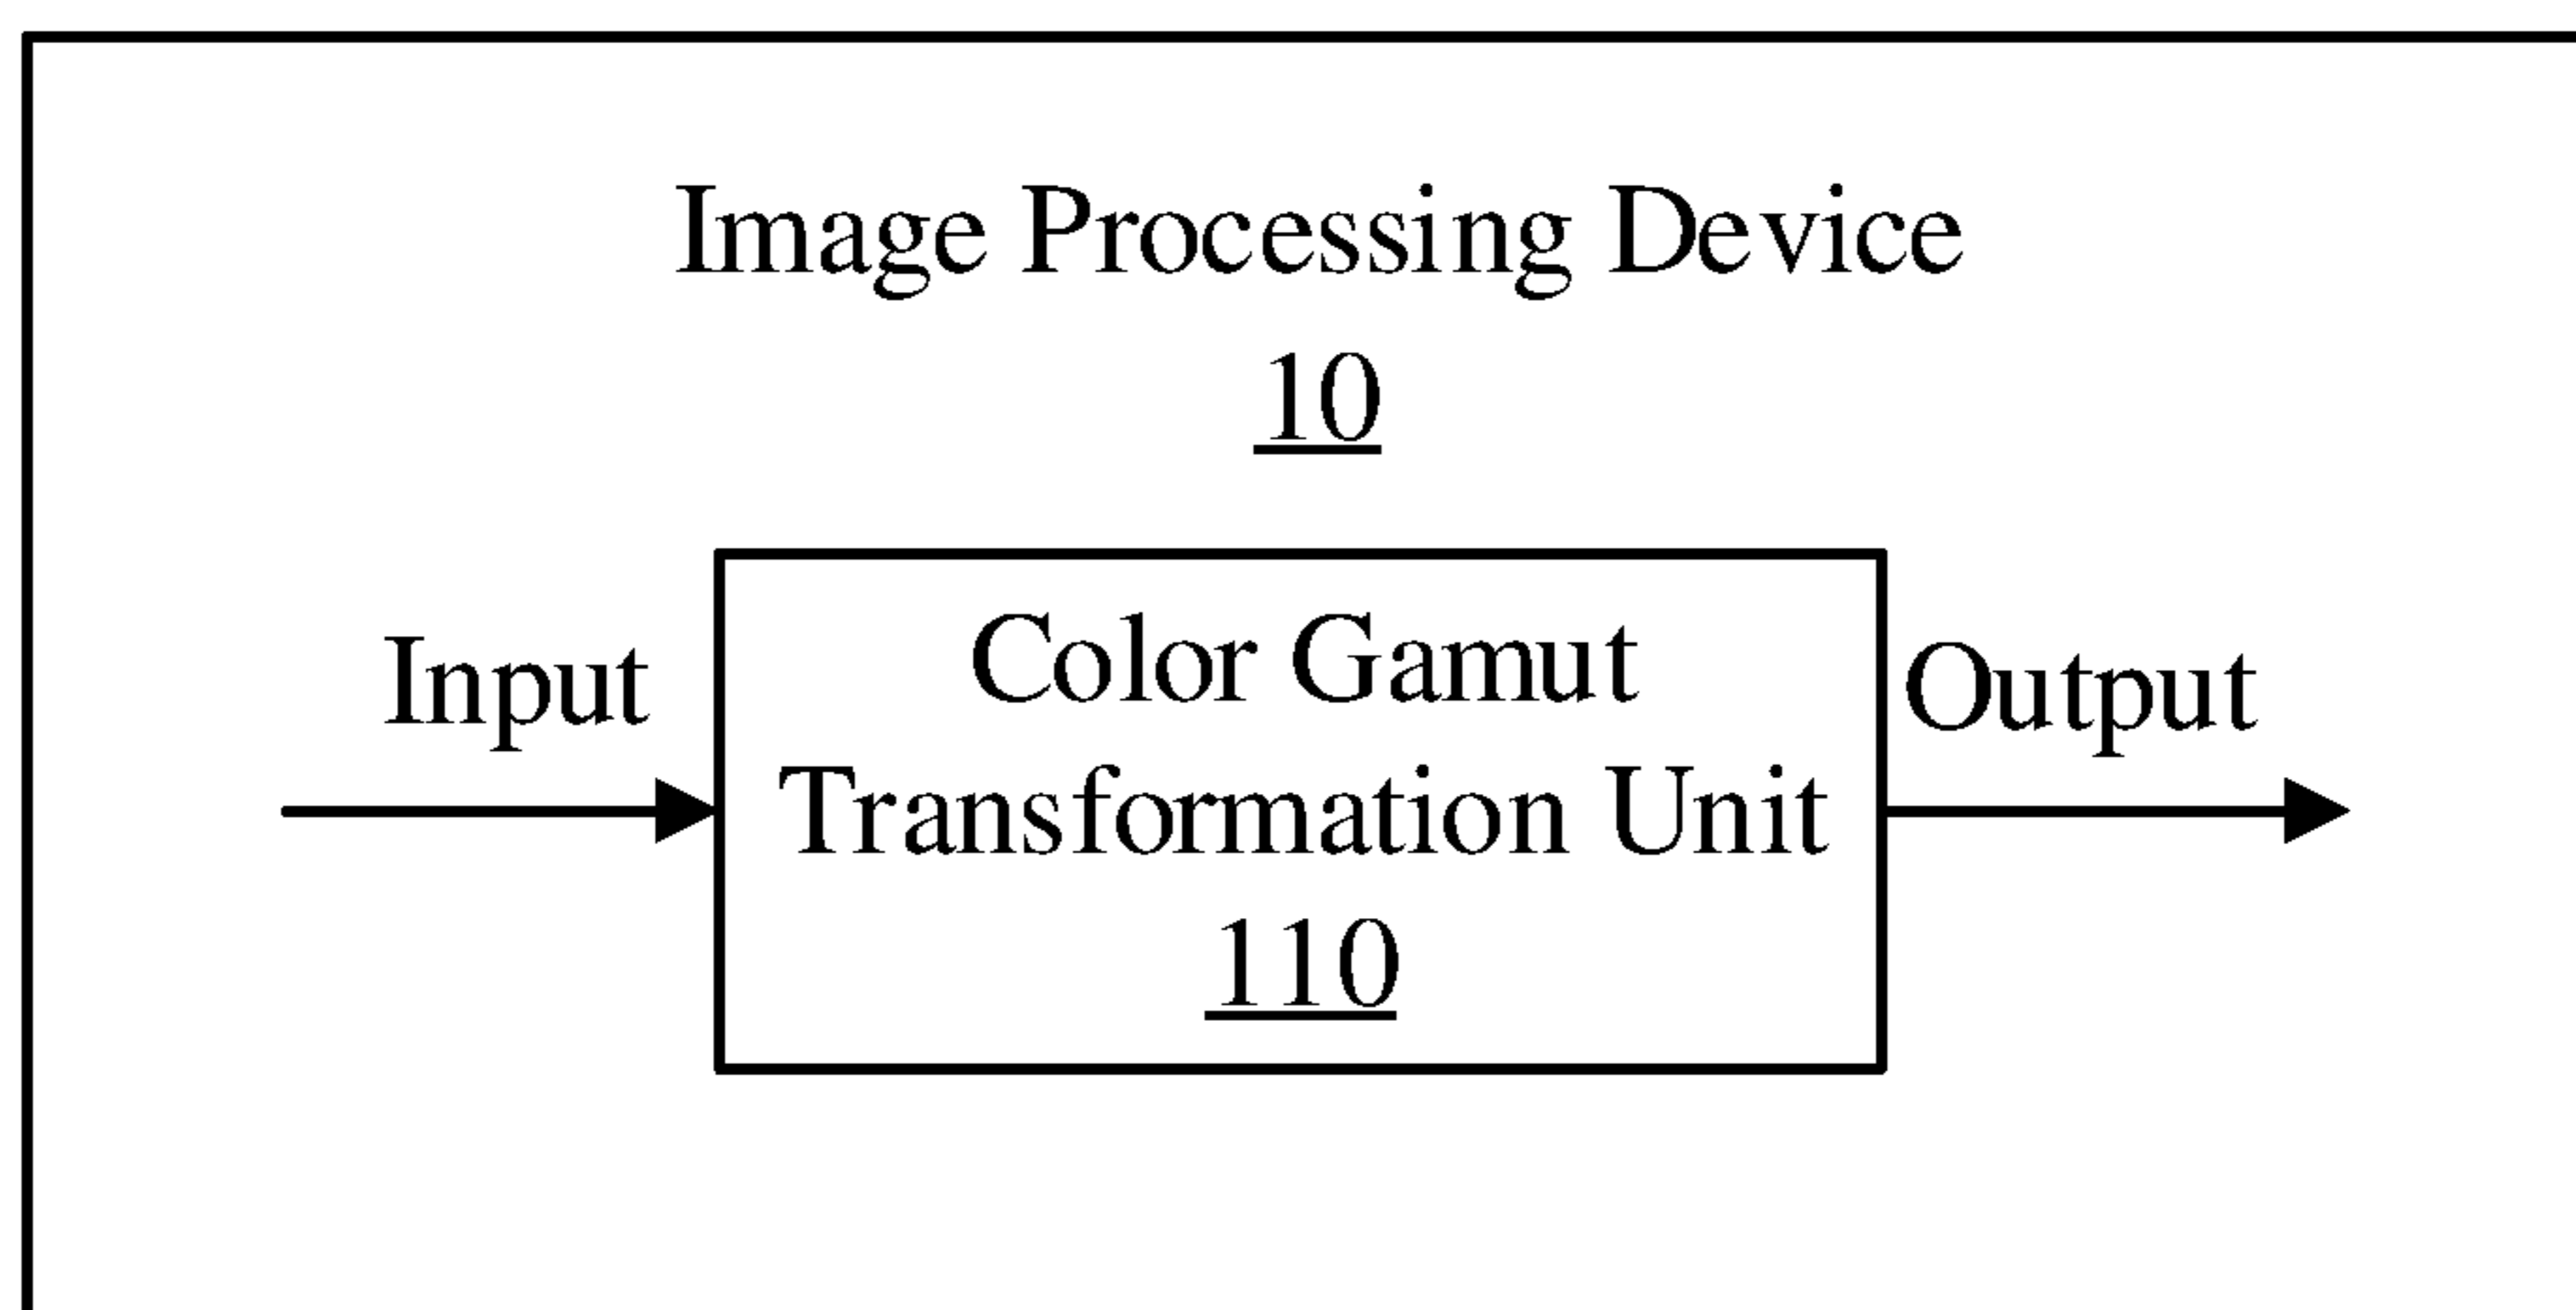 Image Processing Device
10
Input
Color Gamut
Transformation Unit
110
Output